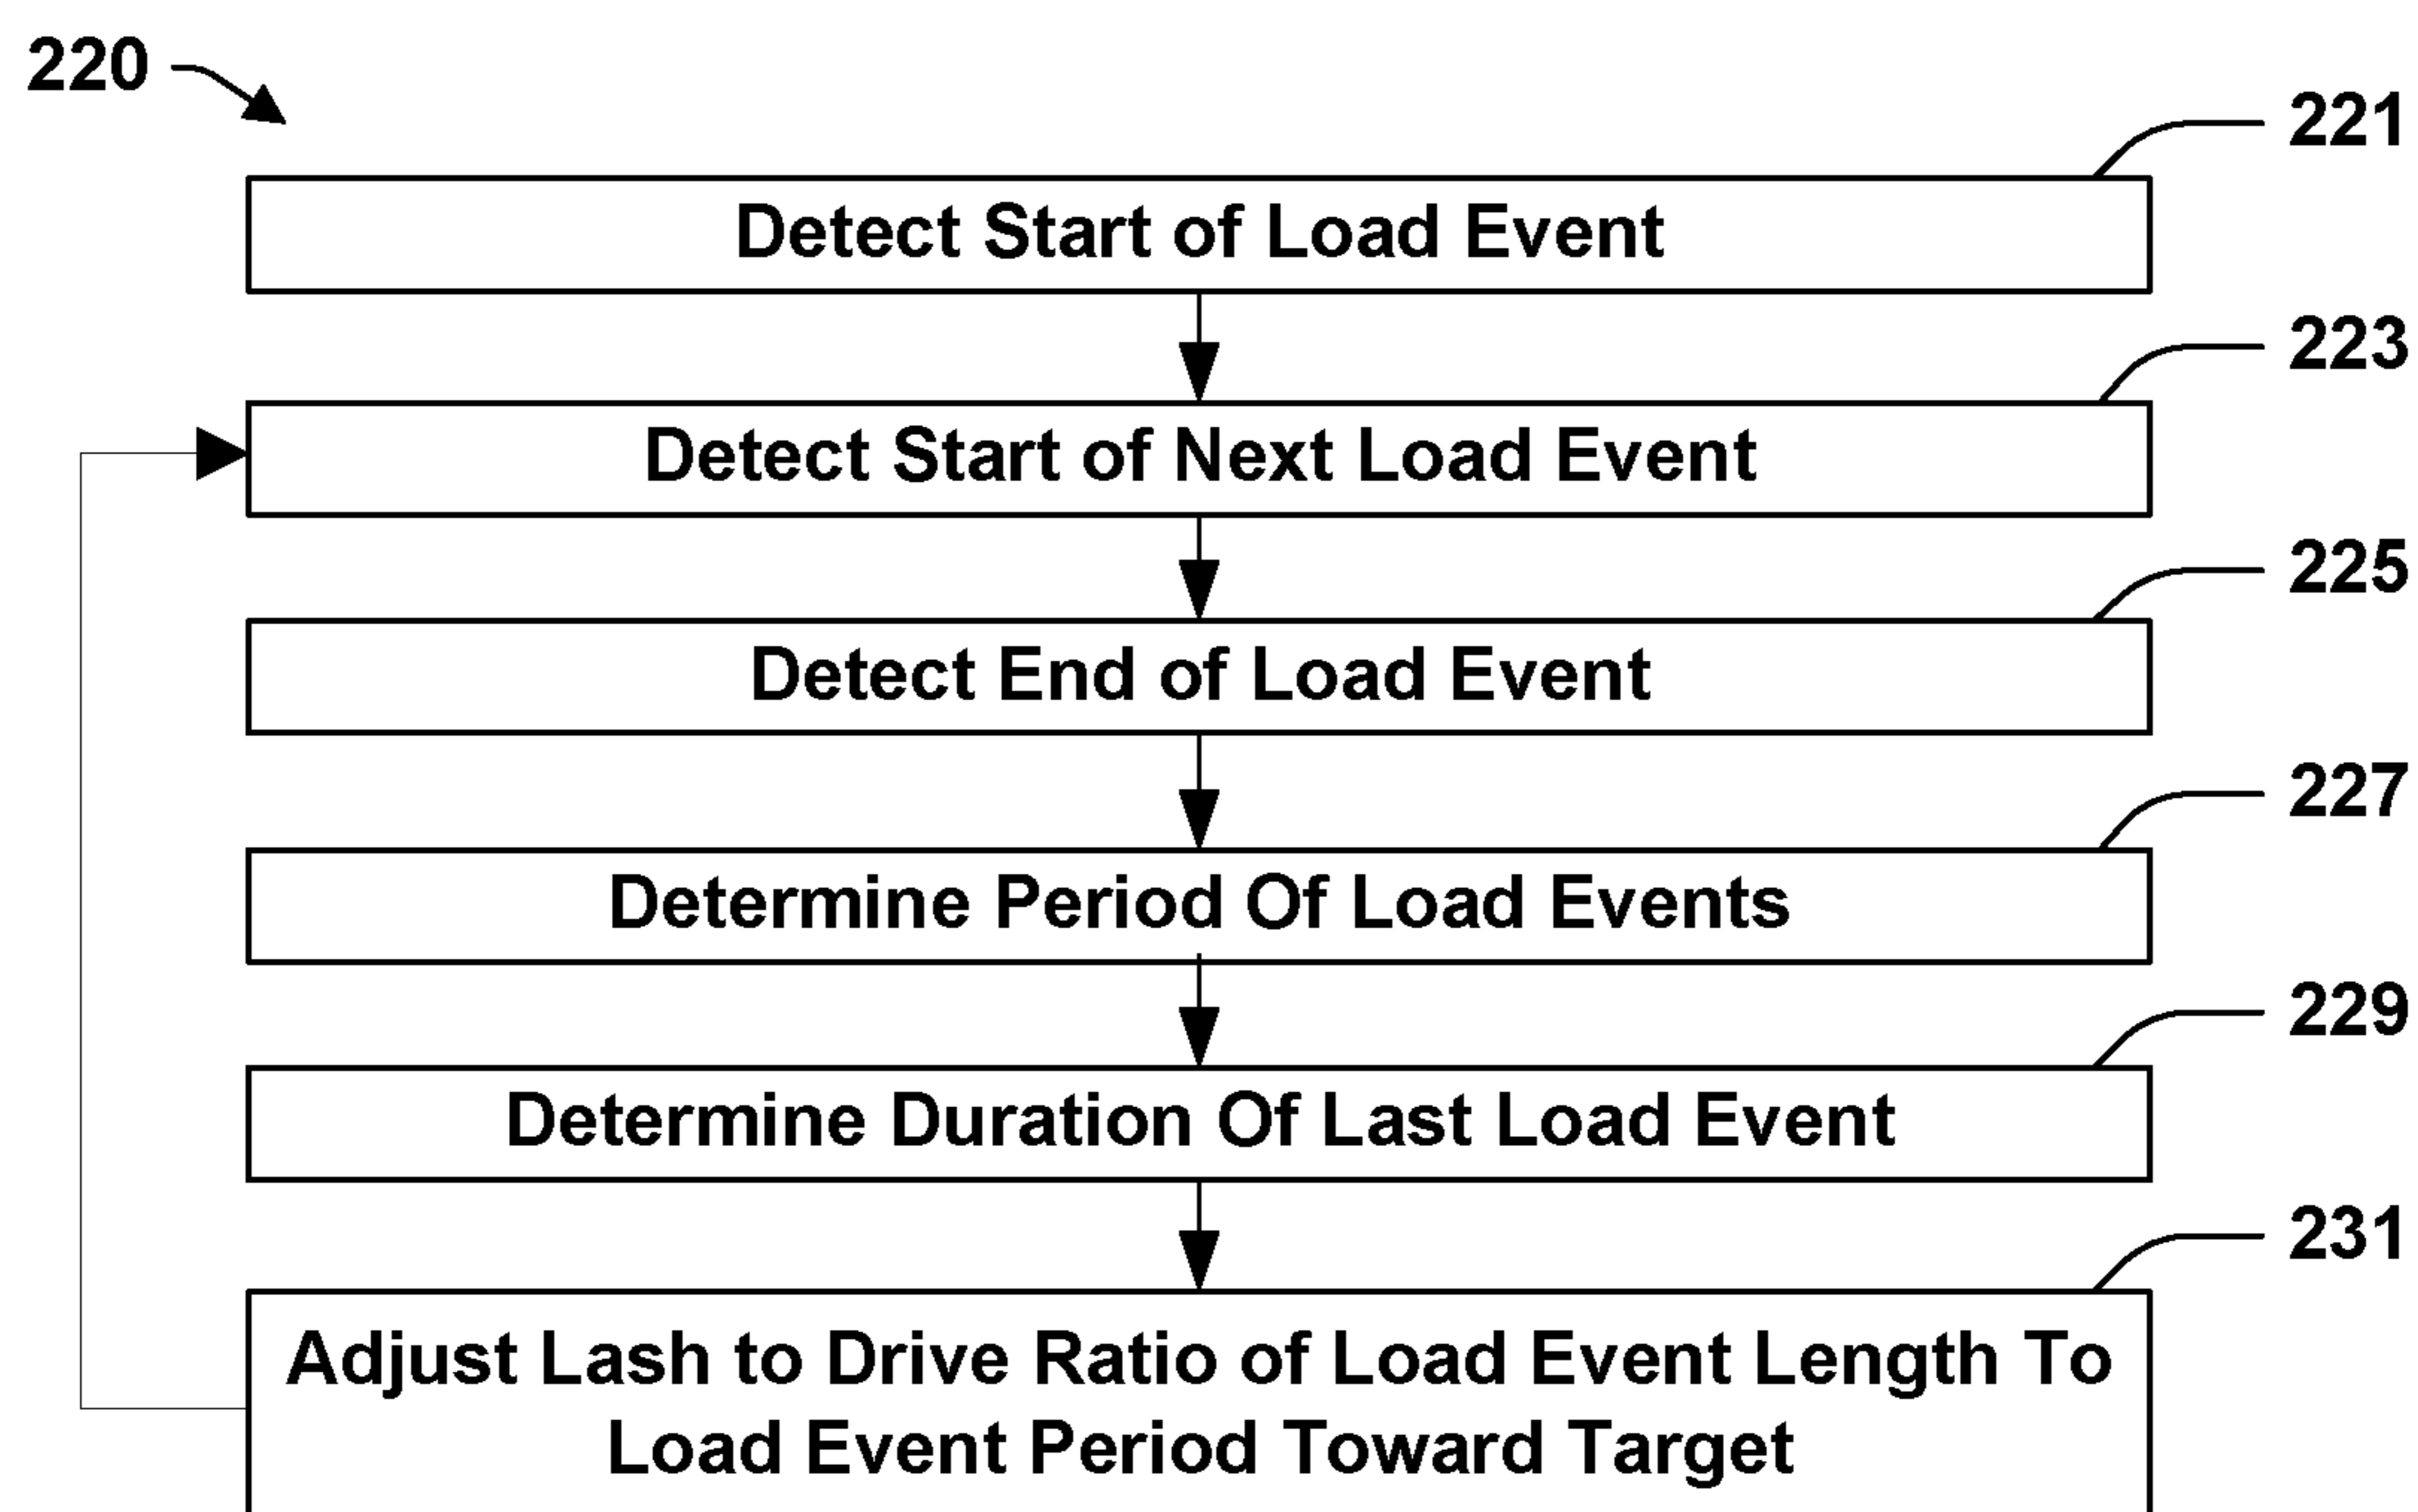 220
221
Detect Start of Load Event
223
Detect Start of Next Load Event
225
Detect End of Load Event
227
Determine Period Of Load Events
229
Determine Duration Of Last Load Event
231
Adjust Lash to Drive Ratio of Load Event Length To
Load Event Period Toward Target